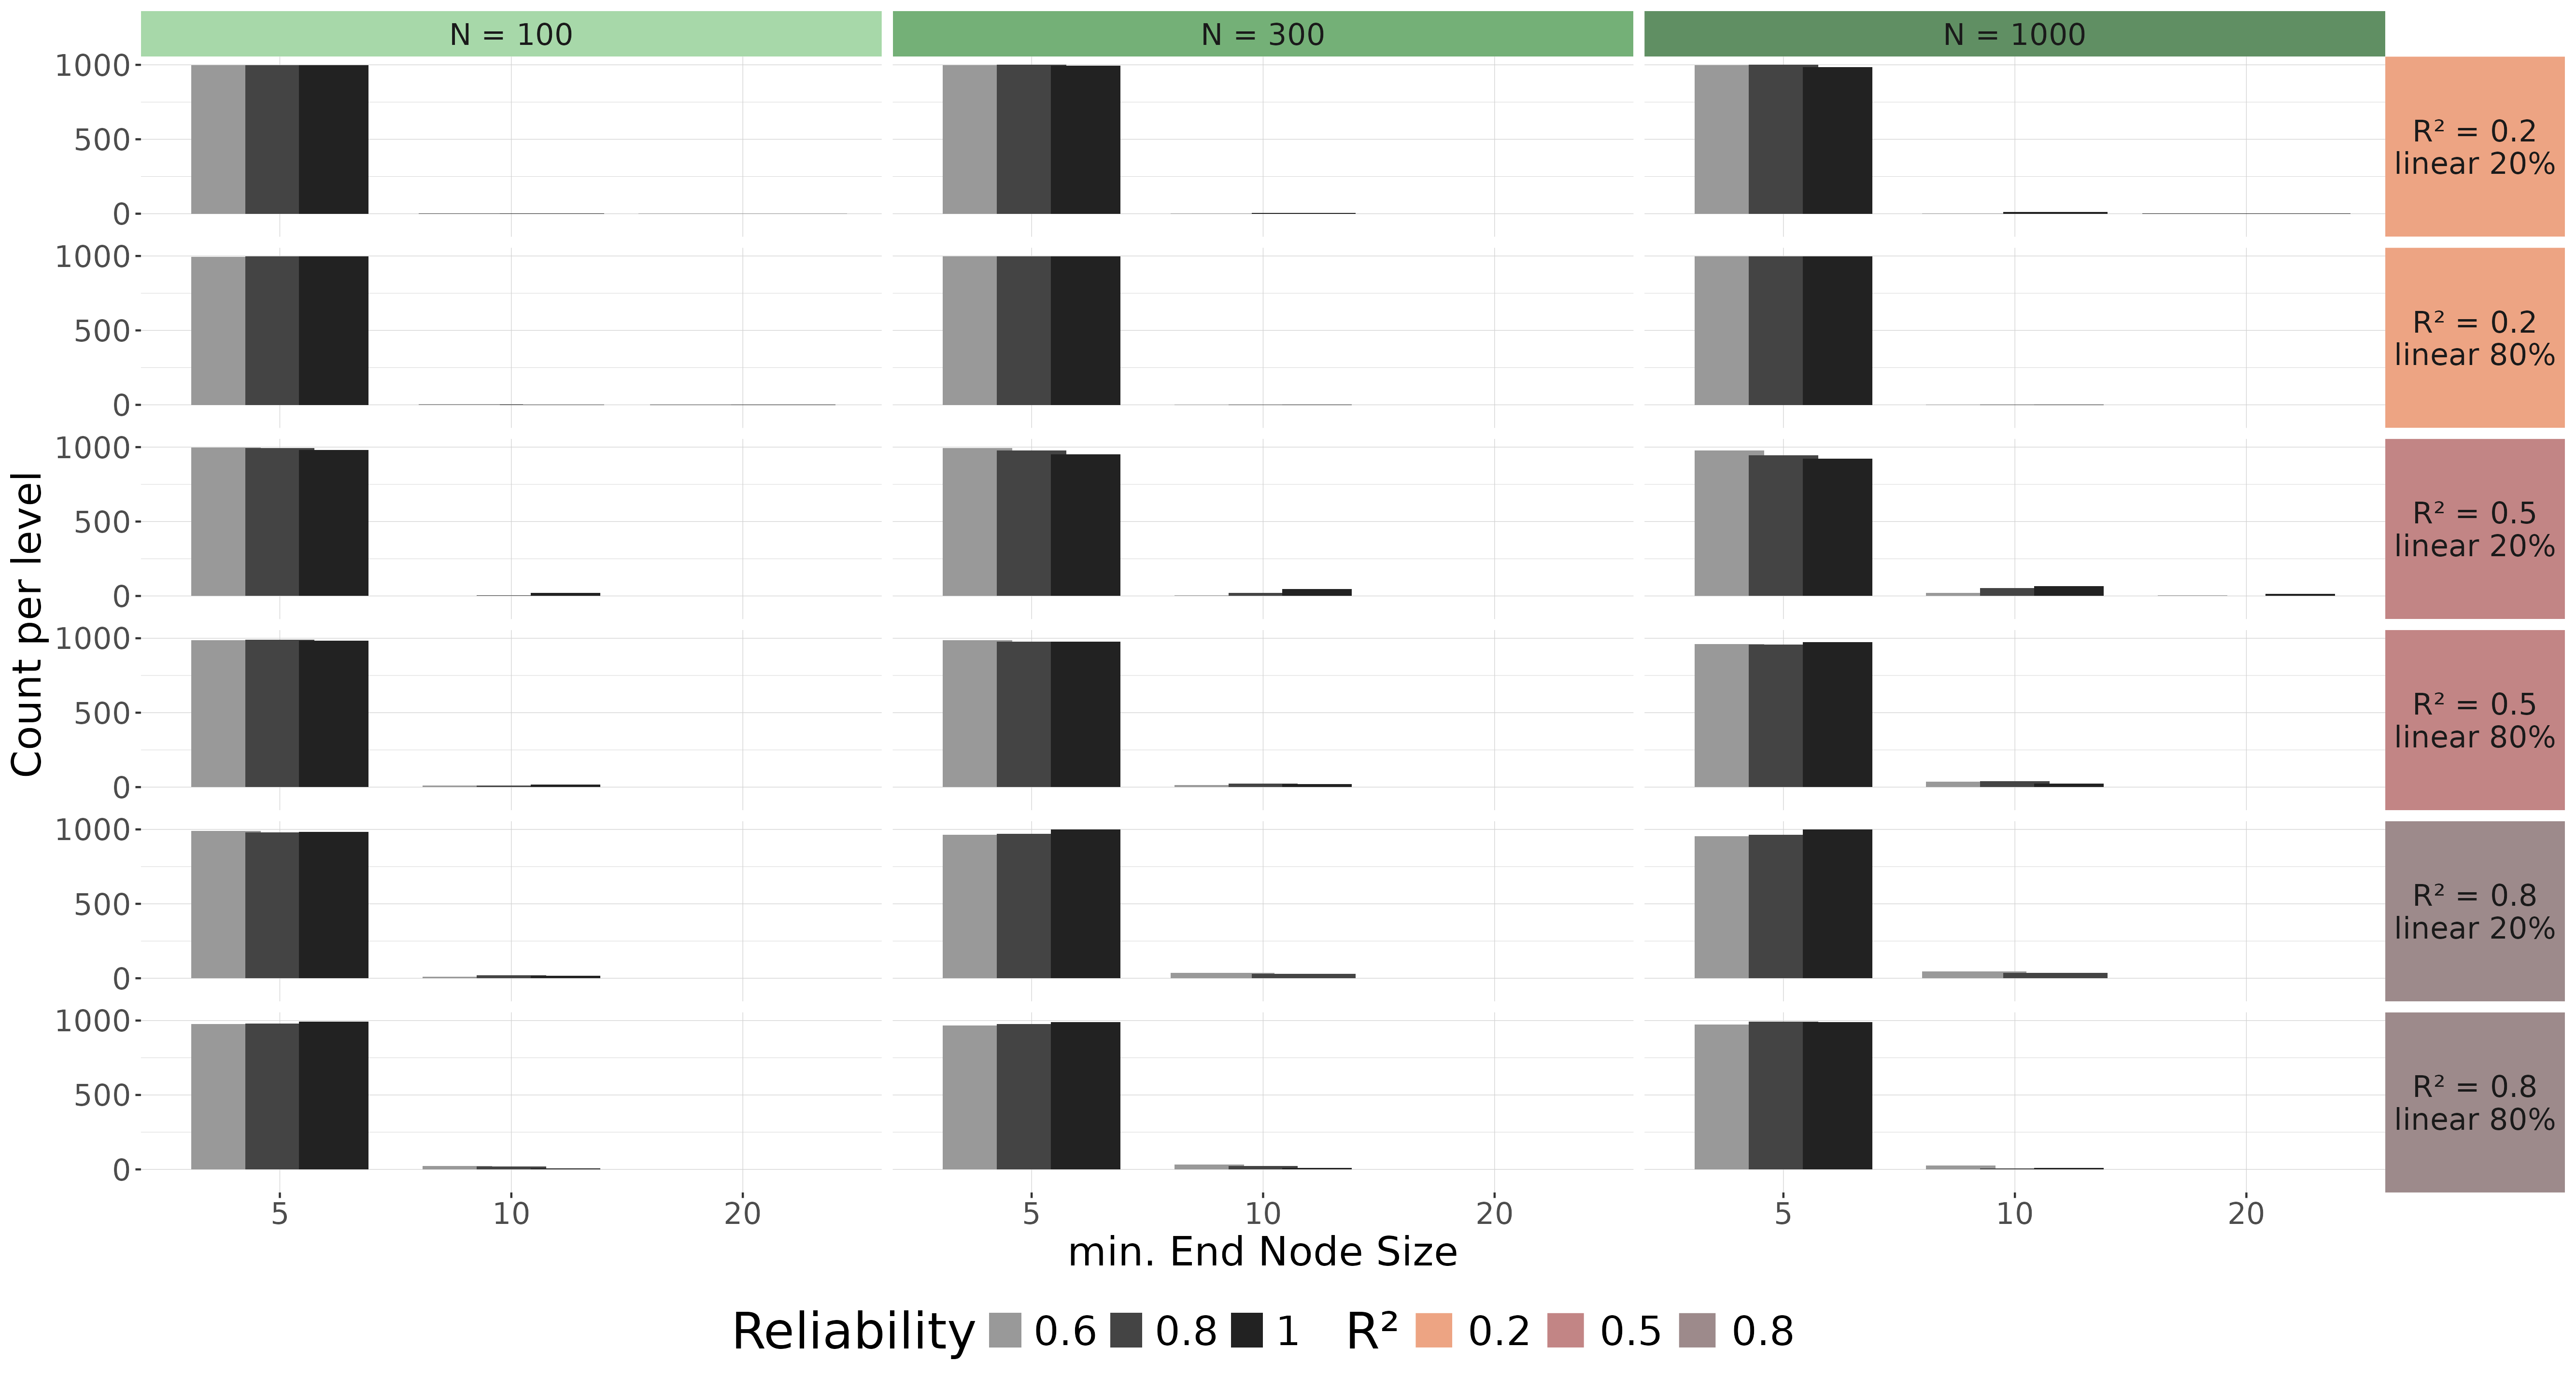 N = 100
N = 300
N = 1000
1000
500
0
R² = 0.2
linear 20%
1000
500
0
R² = 0.2
linear 80%
1000
500
0
R² = 0.5
linear 20%
1000
500
0
R² = 0.5
linear 80%
1000
500
0
R² = 0.8
linear 20%
1000
500
0
R² = 0.8
linear 80%
Count per level
5 10 20
5 10 20
5 10 20
min. End Node Size
Reliability 0.6 0.8 1 R² 0.2 0.5 0.8